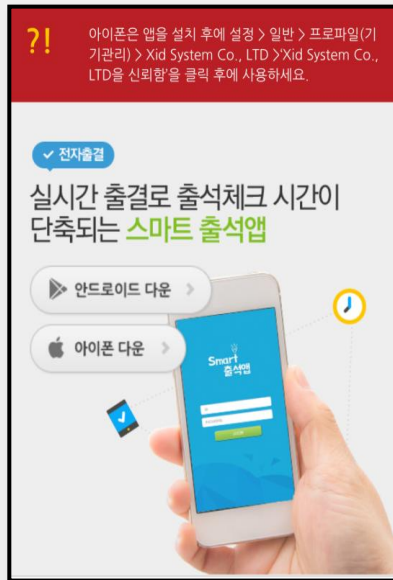 ?!
아이폰은 앱을 설치 후에 설정 > 일반 > 프로파일(기
기관리) > Xid System Co., LTD >'Xid System Co.,
LTD을 신뢰함'을 클릭 후에 사용하세요.
전자출결
실시간 출결로 출석체크 시간이
단축되는 스마트 출석앱
안드로이드 다운
아이폰 다운
Smart
출석앱
LOGIN